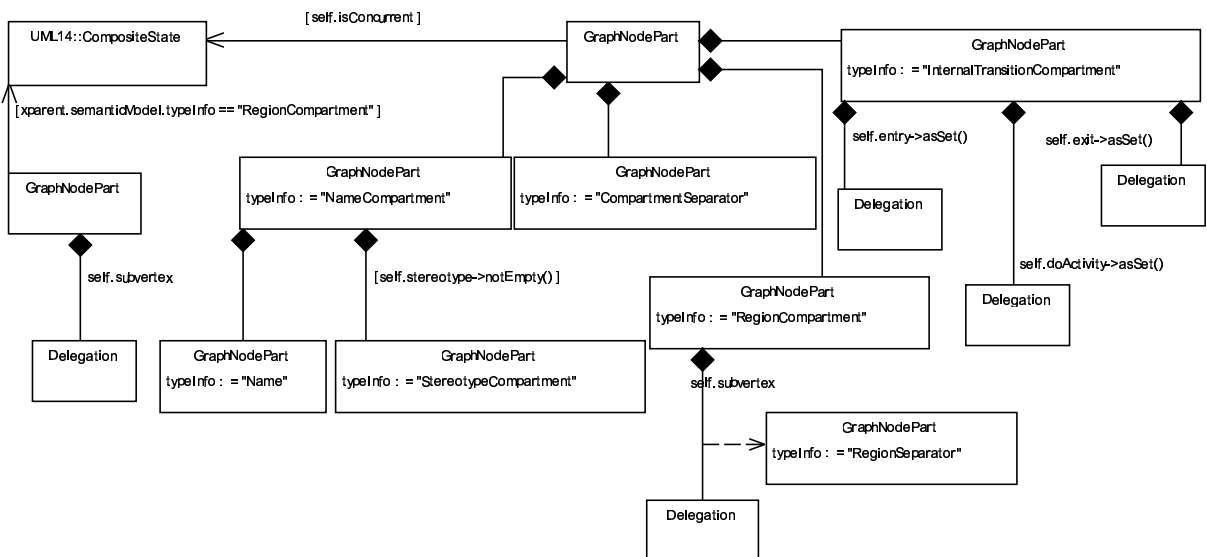 [ self.isConcurrent ]
UML14::CompositeState
GraphNodePart
GraphNodePart
typeInfo : = "InternalTransitionCompartment"
[ xparent.semanticModel.typeInfo == "RegionCompartment" ]
self.entry->asSet()
self.exit->asSet()
GraphNodePart
GraphNodePart
typeInfo : = "NameCompartment"
GraphNodePart
typeInfo : = "CompartmentSeparator"
Delegation
Delegation
self.subvertex
[ self.stereotype->notEmpty() ]
self.doActivity->asSet()
GraphNodePart
typeInfo : = "RegionCompartment"
Delegation
Delegation
GraphNodePart
typeInfo : = "Name"
GraphNodePart
typeInfo : = "StereotypeCompartment"
self.subvertex
GraphNodePart
typeInfo : = "RegionSeparator"
Delegation